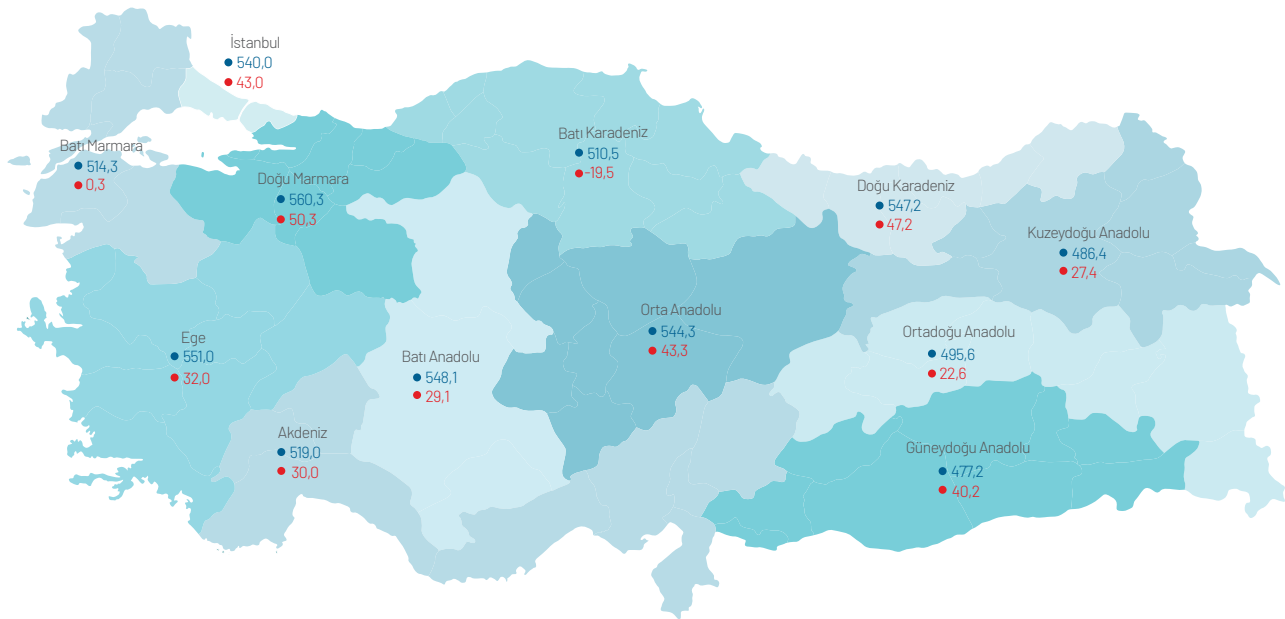 İstanbul
540,0
43,0
Batı Marmara
514,3
0,3
Doğu Marmara
560,3
50,3
Batı Karadeniz
510,5
-19,5
Doğu Karadeniz
547,2
47,2
Kuzeydoğu Anadolu
486,4
27,4
Ege
551,0
32,0
Batı Anadolu
548,1
29,1
Orta Anadolu
544,3
43,3
Ortadoğu Anadolu
495,6
22,6
Akdeniz
519,0
30,0
Güneydoğu Anadolu
477,2
40,2